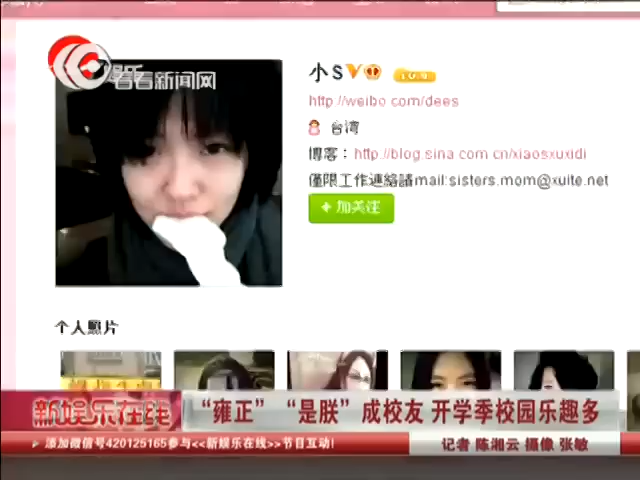 看看新闻网
小S
http://weibo.com/dees
台湾
博客：http://blog.sina.com.cn/xiaosxuxidi
僅限工作連絡請mail:sisters.mom@xuite.net
+ 加关注
个人照片
新娱乐在线
“雍正”“是朕”成校友 开学季校园乐趣多
添加微信号420125165参与<<新娱乐在线>>节目互动!
记者 陈湘云 摄像 张敏